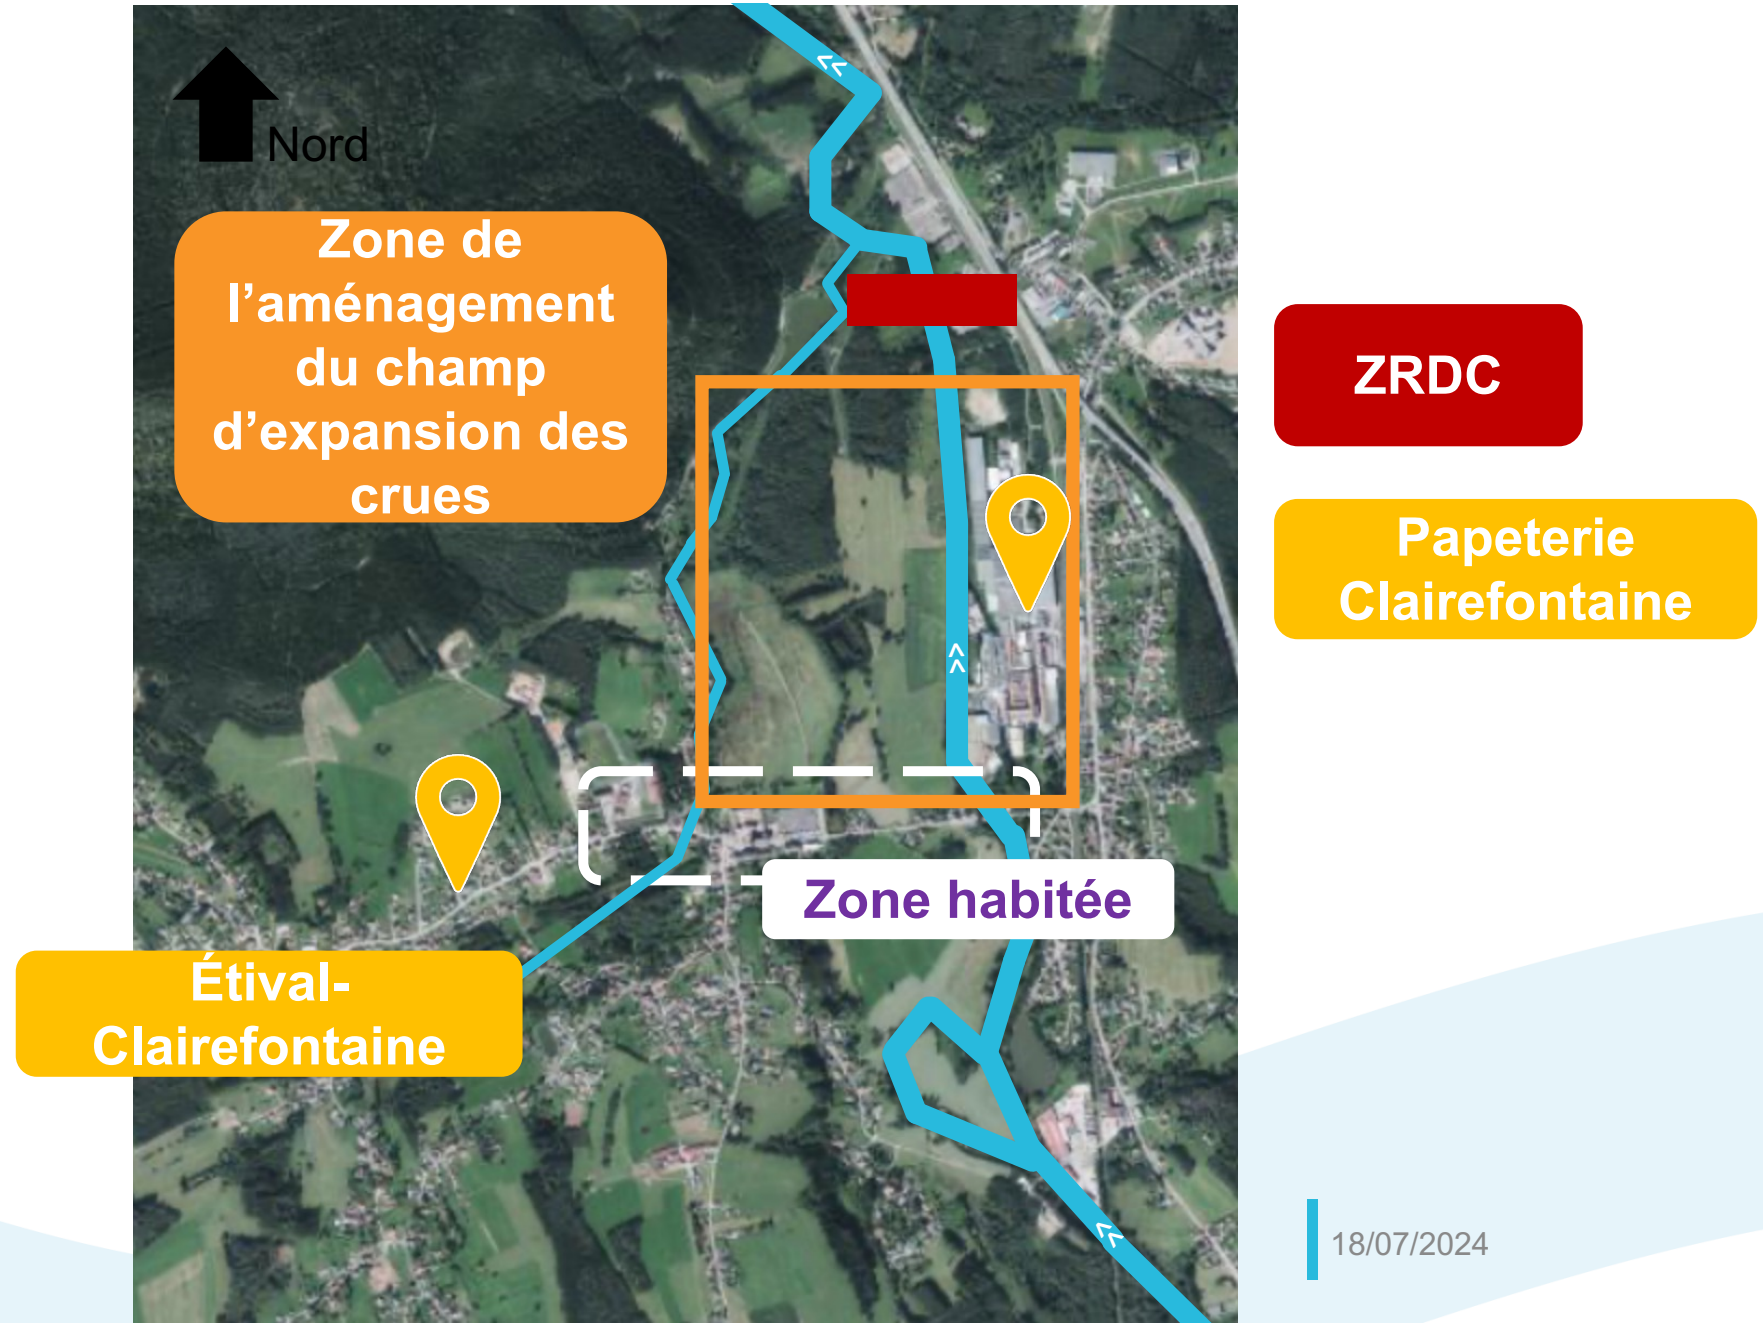 Nord
Zone de
l’aménagement
du champ
d’expansion des
crues
ZRDC
Papeterie
Clairefontaine
Zone habitée
Étival-
Clairefontaine
18/07/2024